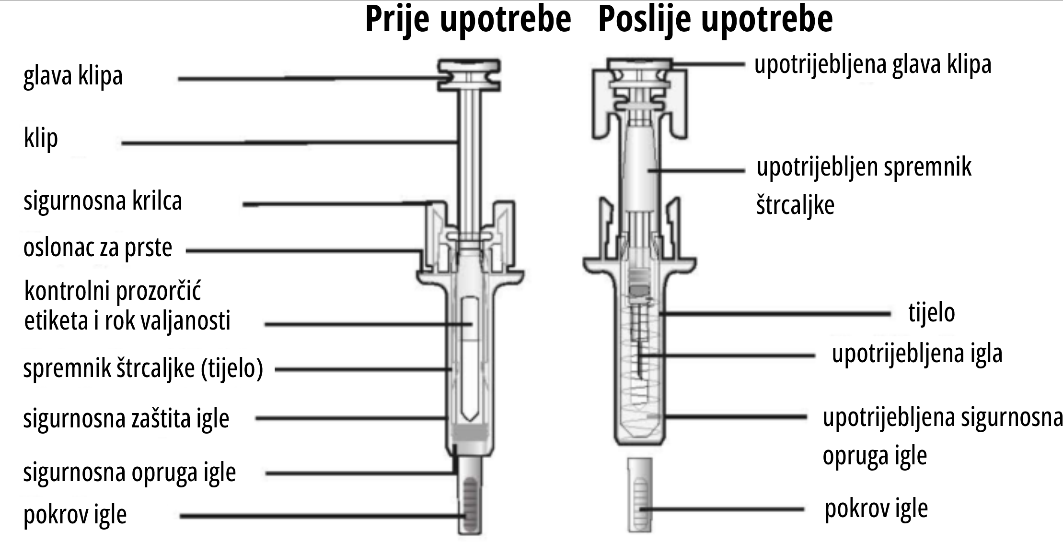 Prije upotrebe
glava klipa
klip
sigurnosna krilca
oslonac za prste
kontrolni prozorčić
etiketa i rok valjanosti
spremnik štrcaljke (tijelo)
sigurnosna zaštita igle
sigurnosna opruga igle
pokrov igle
Poslije upotrebe
upotrijebljena glava klipa
upotrijebljen spremnik
štrcaljke
tijelo
upotrijebljena igla
upotrijebljena sigurnosna
opruga igle
pokrov igle